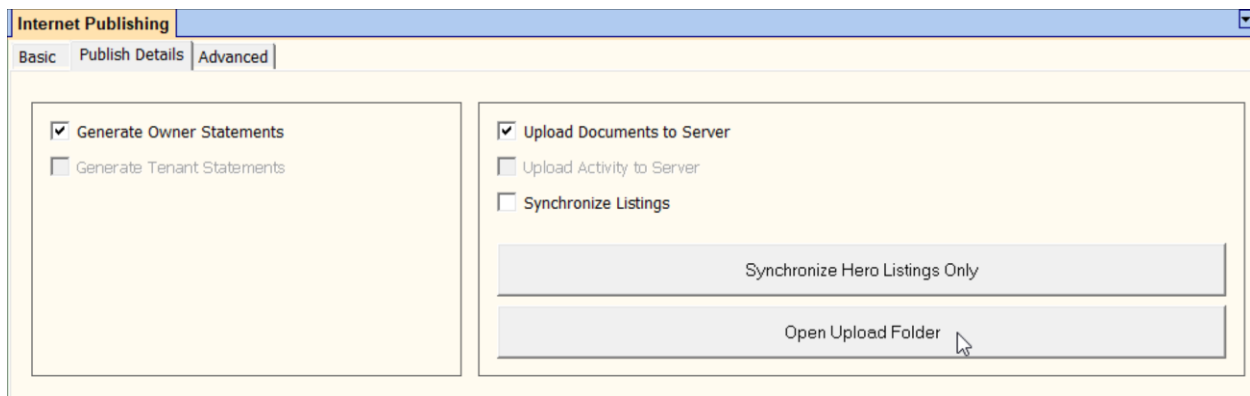 Internet Publishing
Basic Publish Details Advanced
Generate Owner Statements
Generate Tenant Statements
Upload Documents to Server
Upload Activity to Server
Synchronize Listings
Synchronize Hero Listings Only
Open Upload Folder